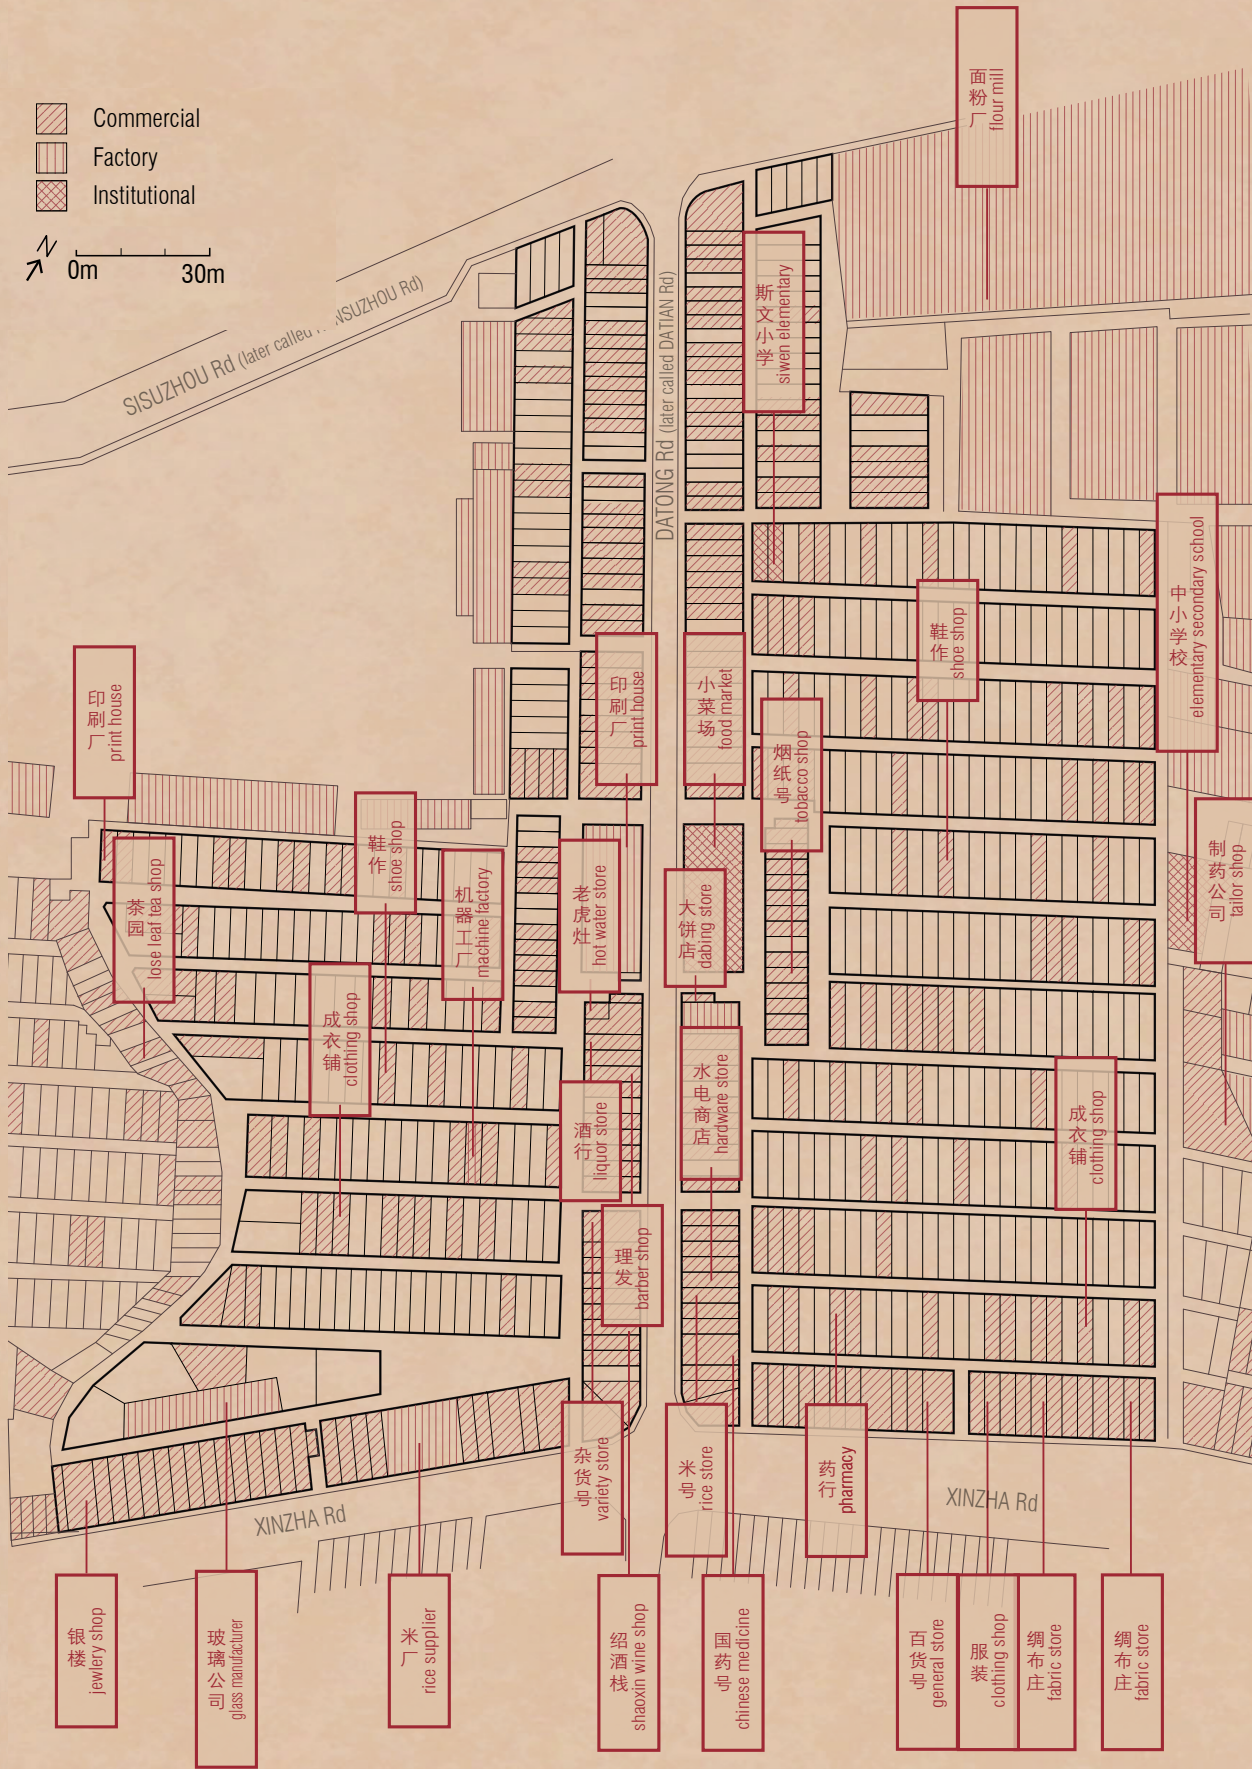 面粉厂
flour mill
Commercial
Factory
Institutional
N
0m
30m
SISUZHOU Rd (later called
NSUZHOU Rd)
DATONG Rd (later called DATIAN Rd)
斯文小学
siwen elementary
中小学校
elementary secondary school
鞋作
shoe shop
印刷厂
print house
印刷厂
print house
小菜场
food market
烟纸号
tobacco shop
鞋作
shoe shop
制药公司
tailor shop
茶园
lose leaf tea shop
机器工厂
machine factory
老虎灶
hot water store
大饼店
dabing store
成衣铺
clothing shop
水电商店
hardware store
酒行
liquor store
成衣铺
clothing shop
理发
barber shop
杂货号
variety store
米号
rice store
药行
pharmacy
XINZHA Rd
XINZHA Rd
银楼
jewlery shop
玻璃公司
glass manufacturer
米厂
rice supplier
绍酒栈
shaoxin wine shop
国药号
chinese medicine
百货号
general store
服装
clothing shop
绸布庄
fabric store
绸布庄
fabric store